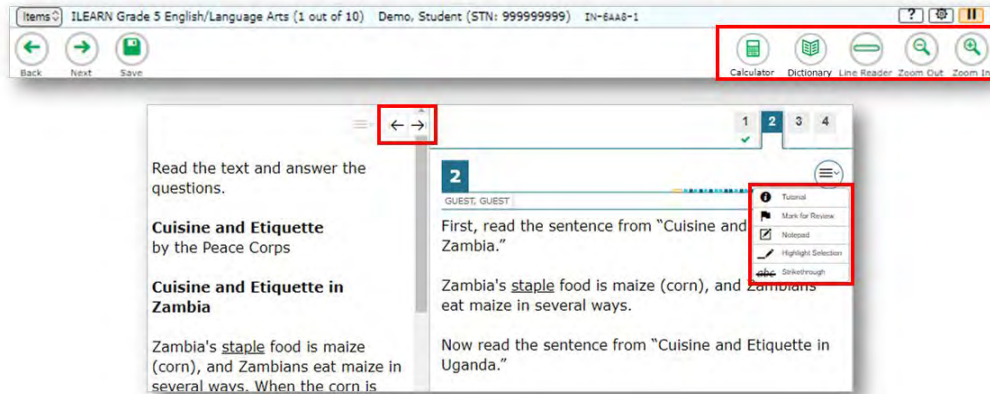 Items ILEARN Grade 5 English/Language Arts (1 out of 10) Demo, Student (STN: 999999999) IN-6AA8-1 ?
Back Next Save Calculator Dictionary Line Reader Zoom Out Zoom In
Read the text and answer the
questions.
Cuisine and Etiquette
by the Peace Corps
Cuisine and Etiquette in
Zambia
Zambia's staple food is maize
(corn), and Zambians eat maize in
several ways. When the corn is
1 2 3 4
2
GUEST, GUEST
Tutorial
Mark for Review
Notepad
Highlight Selection
abc Strikethrough
First, read the sentence from “Cuisine and
Zambia.”
Zambia's staple food is maize (corn), and Zambians
eat maize in several ways.
Now read the sentence from “Cuisine and Etiquette in
Uganda.”